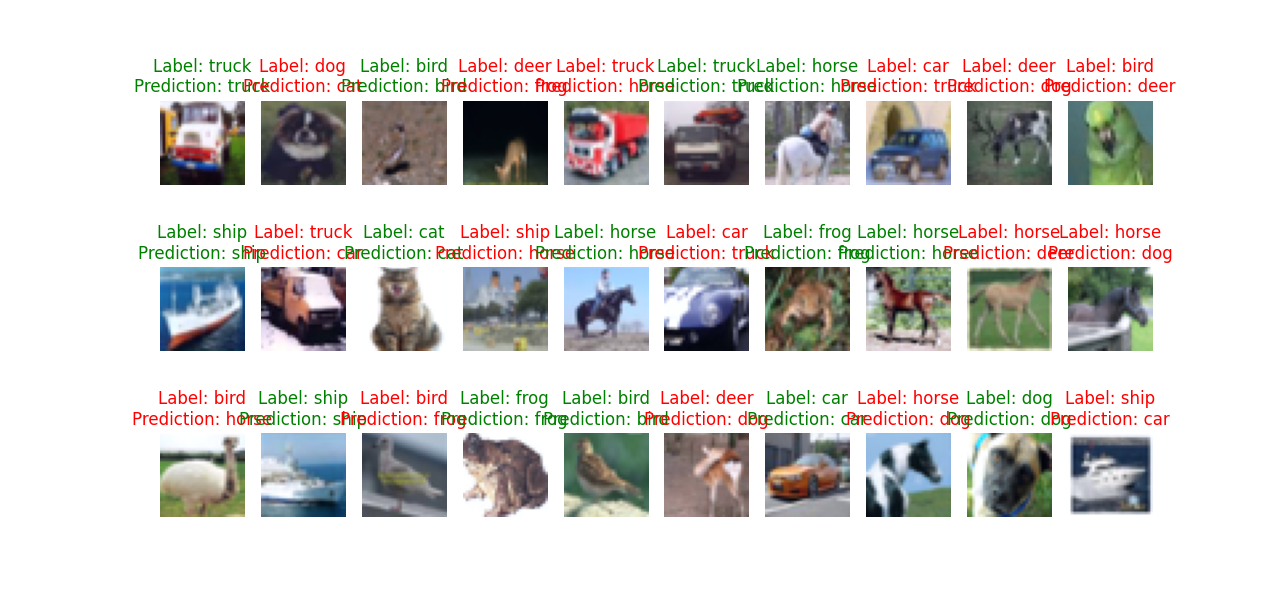 Label: truck
Prediction: truck
Label: dog
Prediction: cat
Label: bird
Prediction: bird
Label: deer
Prediction: frog
Label: truck
Prediction: horse
Label: truck
Prediction: truck
Label: horse
Prediction: horse
Label: car
Prediction: truck
Label: deer
Prediction: dog
Label: bird
Prediction: deer
Label: ship
Prediction: ship
Label: truck
Prediction: car
Label: cat
Prediction: cat
Label: ship
Prediction: horse
Label: horse
Prediction: horse
Label: car
Prediction: truck
Label: frog
Prediction: frog
Label: horse
Prediction: horse
Label: horse
Prediction: deer
Label: horse
Prediction: dog
Label: bird
Prediction: horse
Label: ship
Prediction: ship
Label: bird
Prediction: frog
Label: frog
Prediction: frog
Label: bird
Prediction: bird
Label: deer
Prediction: dog
Label: car
Prediction: car
Label: horse
Prediction: dog
Label: dog
Prediction: dog
Label: ship
Prediction: car